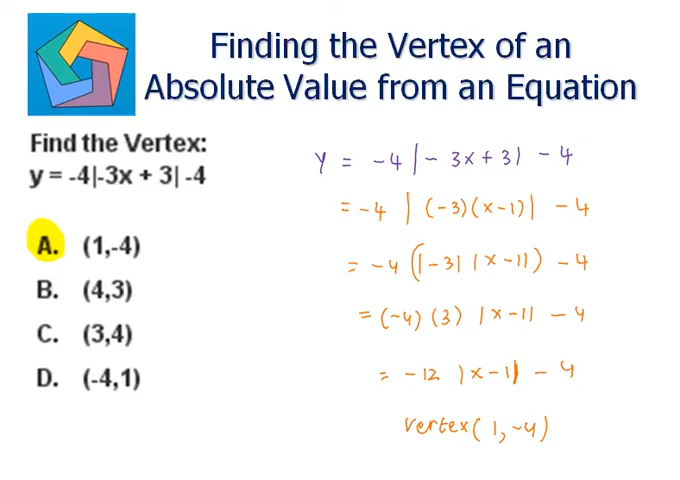 Finding the Vertex of an
Absolute Value from an Equation
Find the Vertex:
y = -4|-3x + 3| -4
A. (1,-4)
B. (4,3)
C. (3,4)
D. (-4,1)
y = -4 |- 3x + 3| - 4
= -4 | (-3)(x-1)| - 4
= -4 (|-3| |x-1|) - 4
= (-4) (3) |x-1| - 4
= -12 |x-1| - 4
vertex (1, -4)